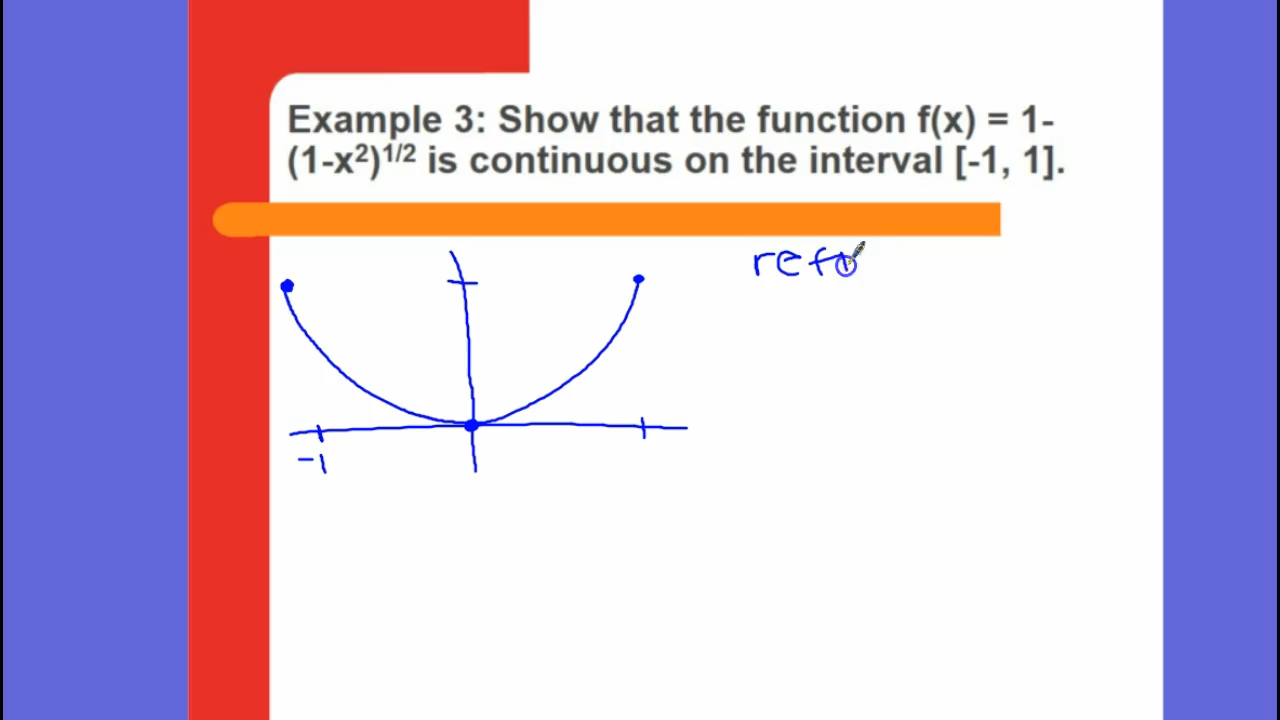 Example 3: Show that the function f(x) = 1-
(1-x²)¹/² is continuous on the interval [-1, 1].
-1